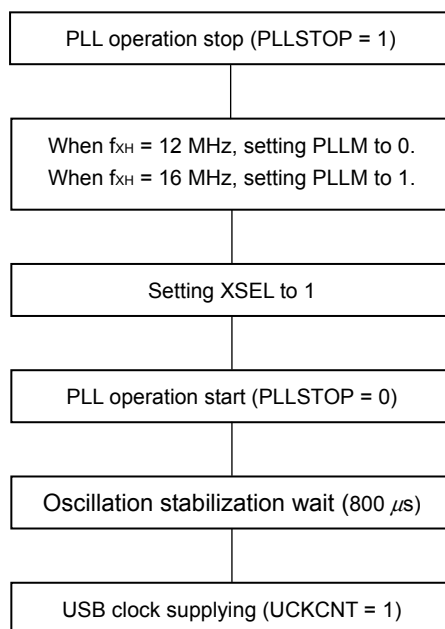 PLL operation stop (PLLSTOP = 1)
When fXH = 12 MHz, setting PLLM to 0.
When fXH = 16 MHz, setting PLLM to 1.
Setting XSEL to 1
PLL operation start (PLLSTOP = 0)
Oscillation stabilization wait (800 μs)
USB clock supplying (UCKCNT = 1)